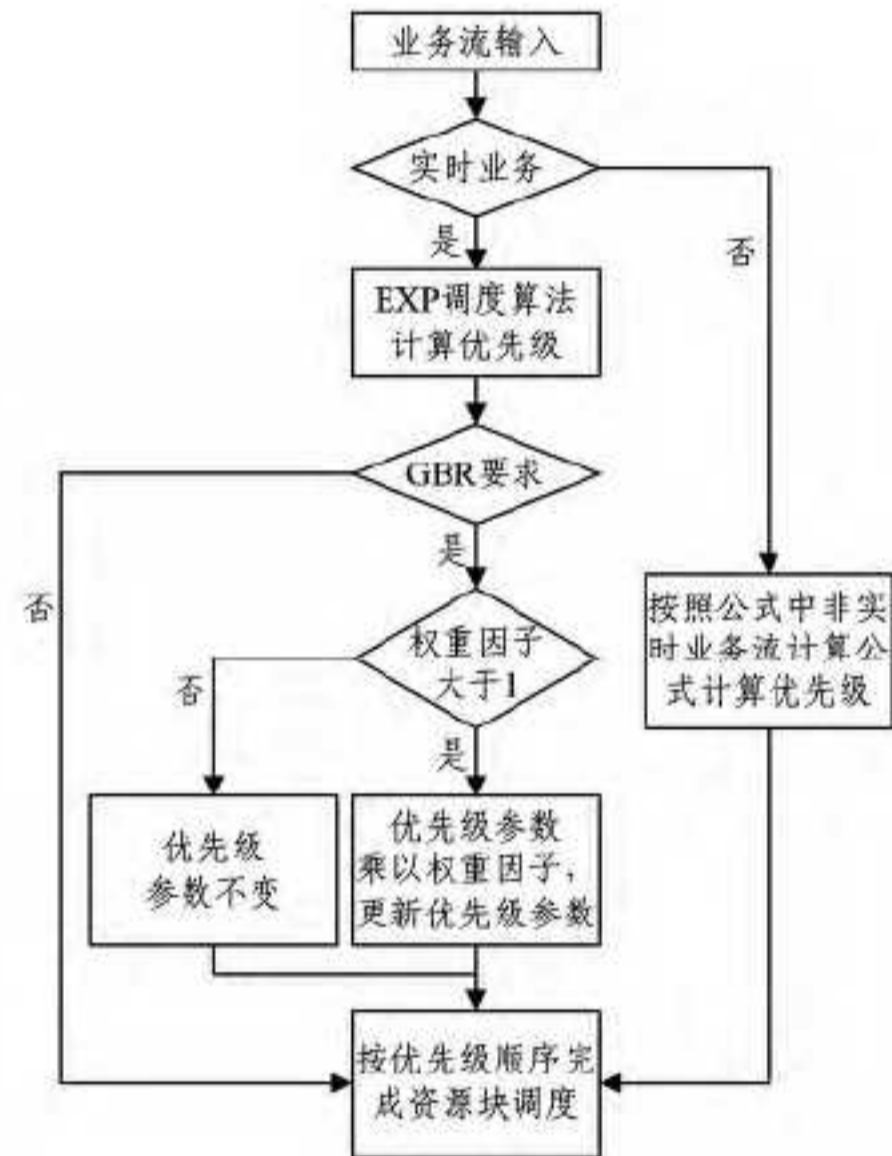 业务流输入
实时业务
是
否
EXP调度算法
计算优先级
GBR要求
是
否
按照公式中非实
时业务流计算公
式计算优先级
权重因子
大于1
否
是
优先级
参数不变
优先级参数
乘以权重因子，
更新优先级参数
按优先级顺序完
成资源块调度